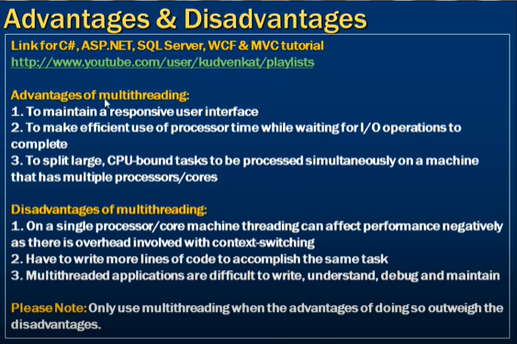 Advantages & Disadvantages
Link for C#, ASP.NET, SQL Server, WCF & MVC tutorial
http://www.youtube.com/user/kudvenkat/playlists
Advantages of multithreading:
1. To maintain a responsive user interface
2. To make efficient use of processor time while waiting for I/O operations to
complete
3. To split large, CPU-bound tasks to be processed simultaneously on a machine
that has multiple processors/cores
Disadvantages of multithreading:
1. On a single processor/core machine threading can affect performance negatively
as there is overhead involved with context-switching
2. Have to write more lines of code to accomplish the same task
3. Multithreaded applications are difficult to write, understand, debug and maintain
Please Note: Only use multithreading when the advantages of doing so outweigh the
disadvantages.